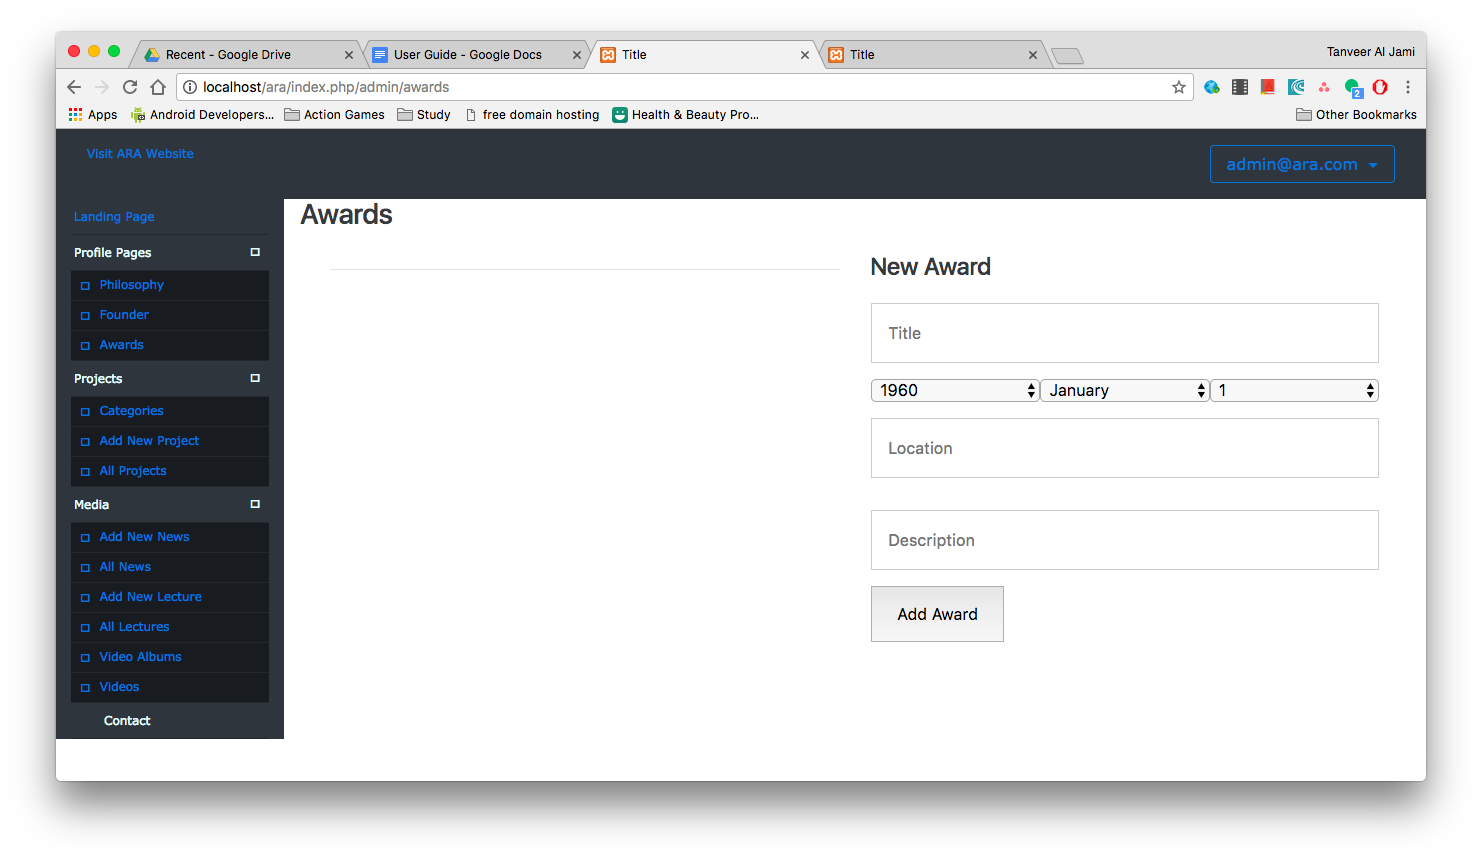 Recent - Google Drive
User Guide - Google Docs
Title
Title
Tanveer Al Jami
localhost/ara/index.php/admin/awards
2
Apps
Android Developers...
Action Games
Study
free domain hosting
Health & Beauty Pro...
Other Bookmarks
Visit ARA Website
admin@ara.com
Landing Page
Profile Pages
Philosophy
Founder
Awards
Projects
Categories
Add New Project
All Projects
Media
Add New News
All News
Add New Lecture
All Lectures
Video Albums
Videos
Contact
Awards
New Award
Title
1960 January 1
Location
Description
Add Award